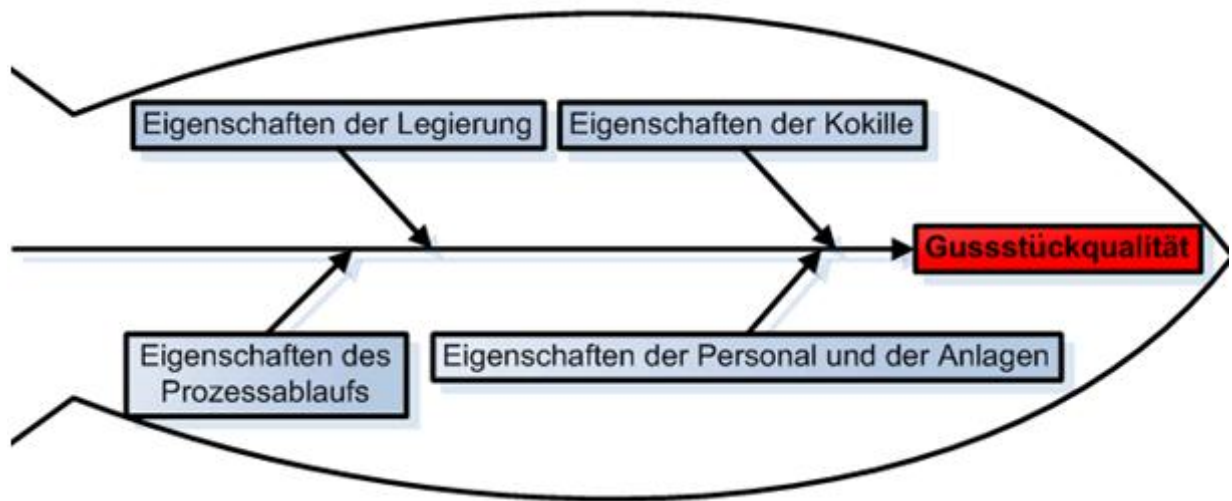 Eigenschaften der Legierung
Eigenschaften der Kokille
Gussstückqualität
Eigenschaften des
Prozessablaufs
Eigenschaften der Personal und der Anlagen